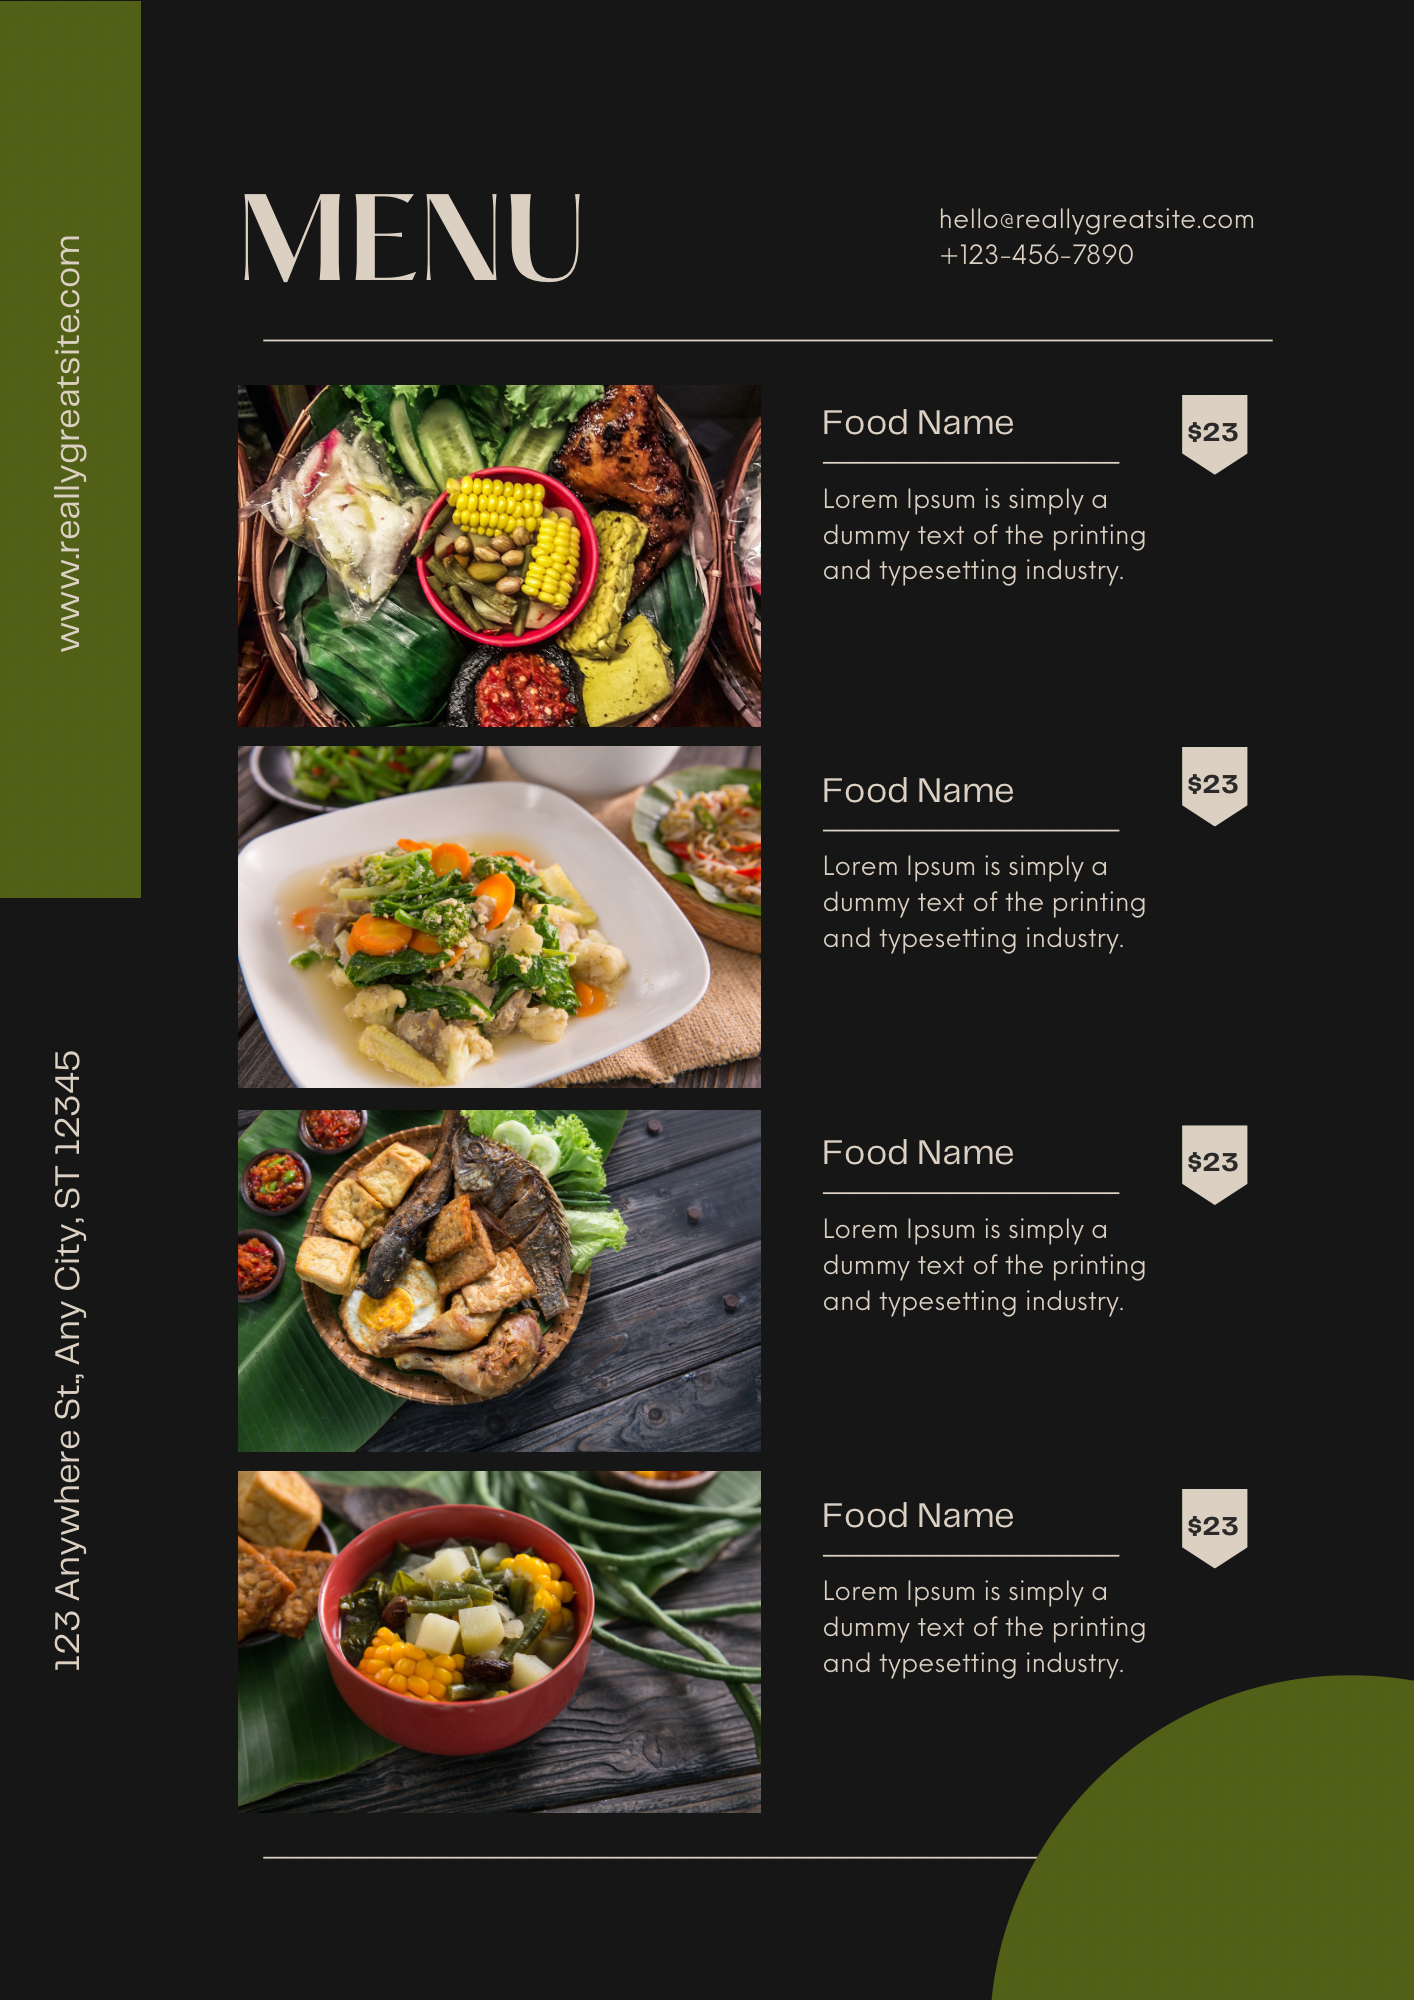 www.reallygreatsite.com
123 Anywhere St., Any City, ST 12345
MENU
hello@reallygreatsite.com
+123-456-7890
Food Name
$23
Lorem Ipsum is simply a
dummy text of the printing
and typesetting industry.
Food Name
$23
Lorem Ipsum is simply a
dummy text of the printing
and typesetting industry.
Food Name
$23
Lorem Ipsum is simply a
dummy text of the printing
and typesetting industry.
Food Name
$23
Lorem Ipsum is simply a
dummy text of the printing
and typesetting industry.